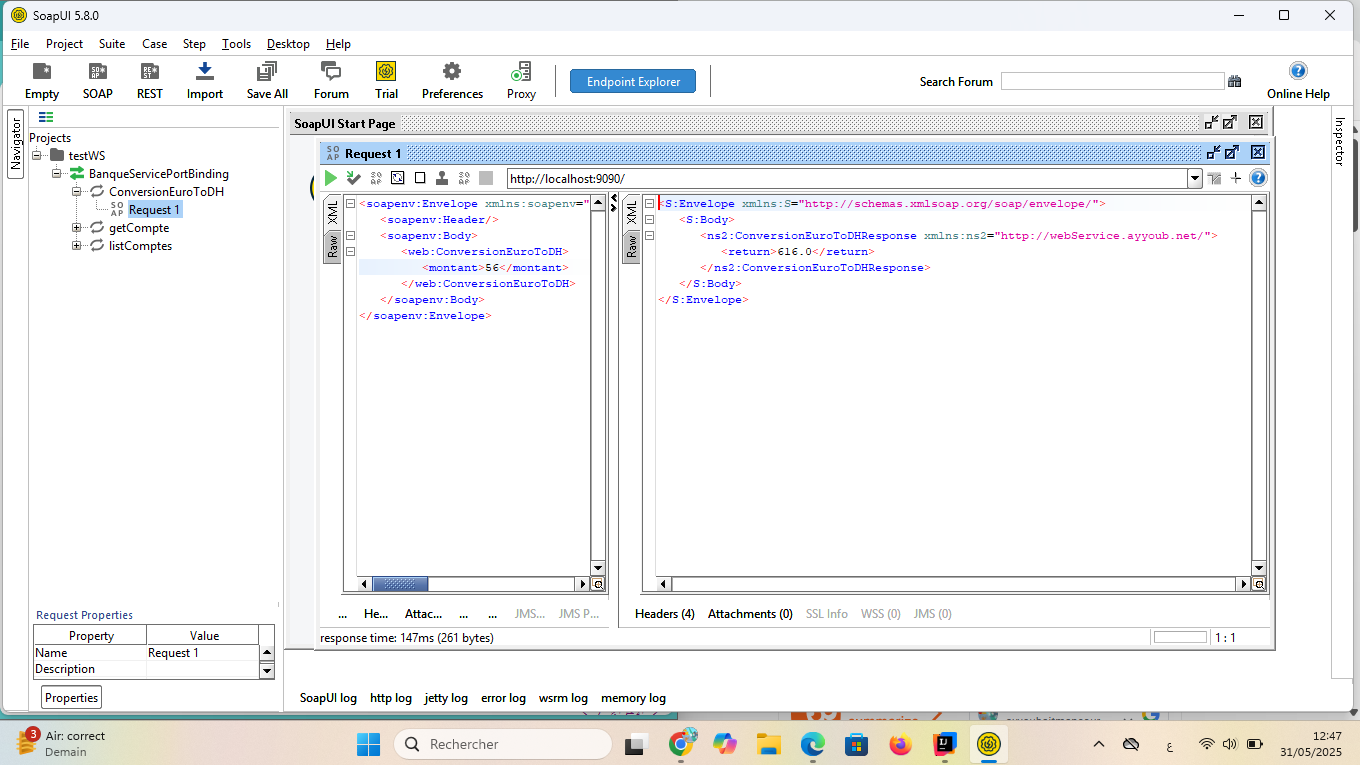 SoapUI 5.8.0
File Project Suite Case Step Tools Desktop Help
Empty SOAP REST Import Save All Forum Trial Preferences Proxy
Endpoint Explorer
Search Forum
Online Help
Navigator
Projects
testWS
BanqueServicePortBinding
ConversionEuroToDH
SO AP Request 1
getCompte
listComptes
SoapUI Start Page
SO AP Request 1
http://localhost:9090/
XML
Raw
<soapenv:Envelope xmlns:soapenv="
<soapenv:Header/>
<soapenv:Body>
<web:ConversionEuroToDH>
<montant>56</montant>
</web:ConversionEuroToDH>
</soapenv:Body>
</soapenv:Envelope>
XML
Raw
<S:Envelope xmlns:S="http://schemas.xmlsoap.org/soap/envelope/">
<S:Body>
<ns2:ConversionEuroToDHResponse xmlns:ns2="http://webService.ayyoub.net/">
<return>616.0</return>
</ns2:ConversionEuroToDHResponse>
</S:Body>
</S:Envelope>
Inspector
... He... Attac... ... ... JMS... JMS P...
Headers (4) Attachments (0) SSL Info WSS (0) JMS (0)
response time: 147ms (261 bytes)
1 : 1
Request Properties
Property Value
Name Request 1
Description
Properties
SoapUI log http log jetty log error log wsrm log memory log
3
Air: correct
Demain
Rechercher
ع
12:47
31/05/2025